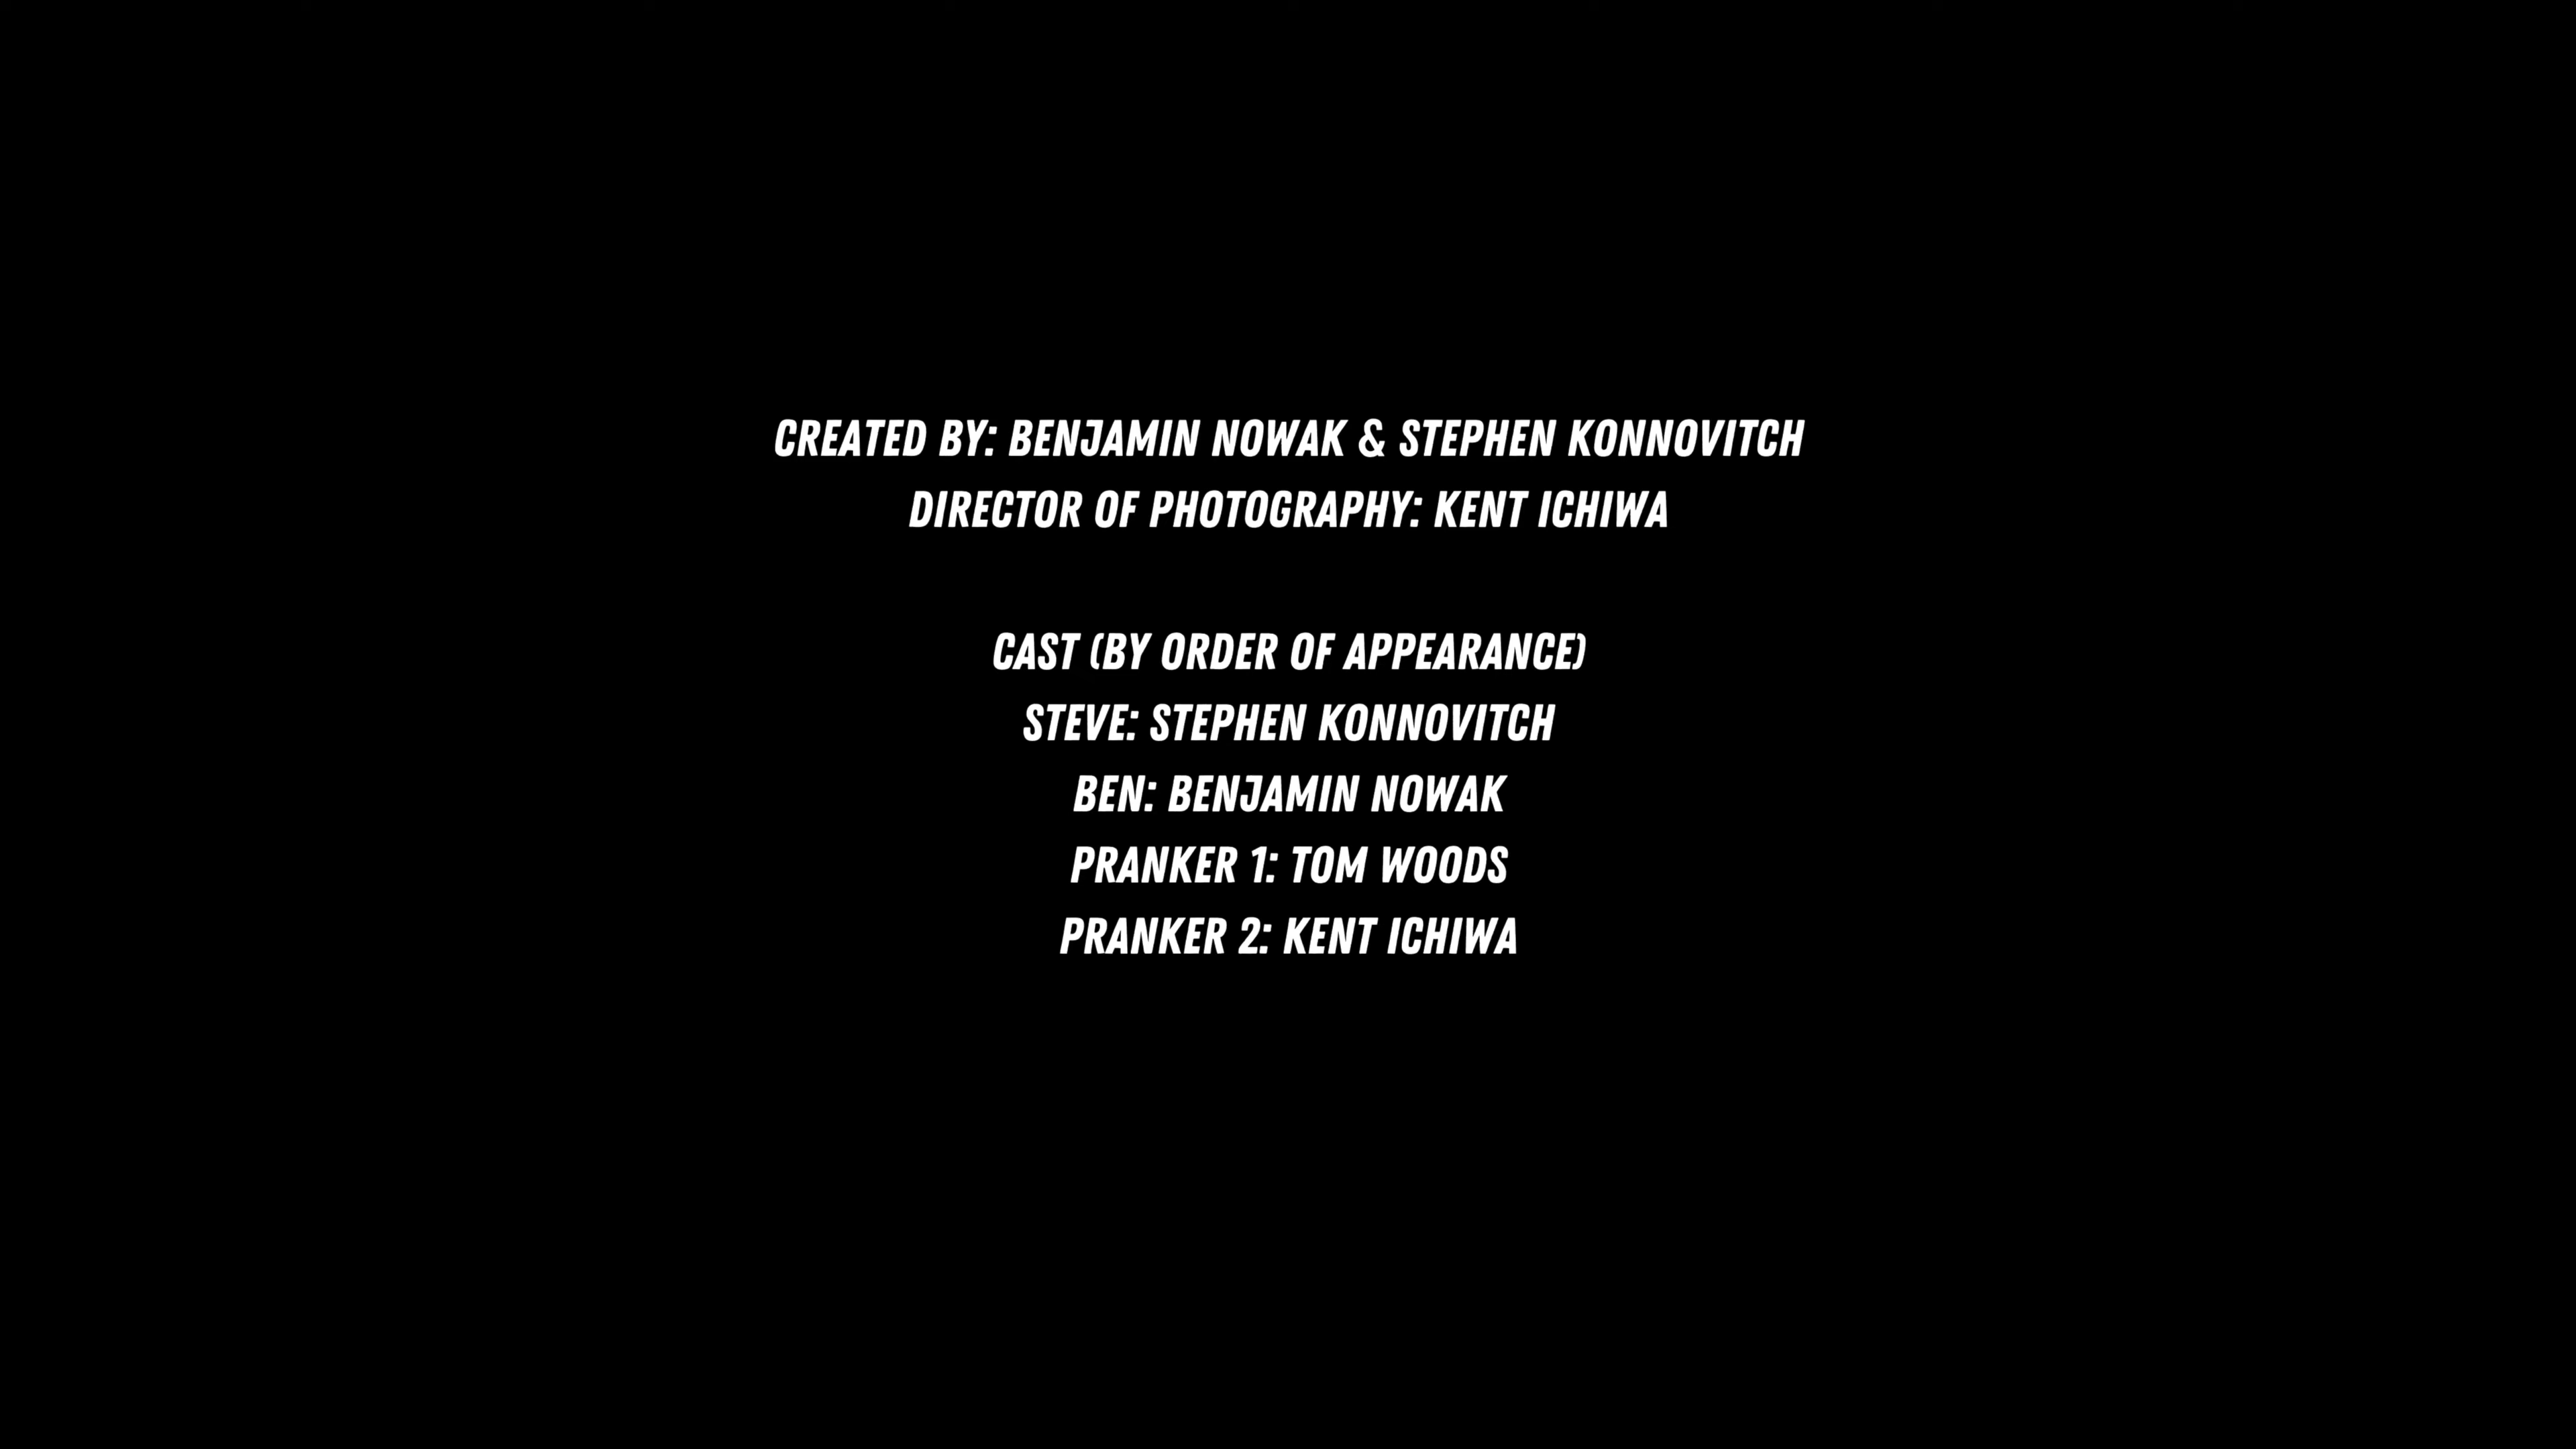 CREATED BY: BENJAMIN NOWAK & STEPHEN KONNOVITCH
DIRECTOR OF PHOTOGRAPHY: KENT ICHIWA
CAST (BY ORDER OF APPEARANCE)
STEVE: STEPHEN KONNOVITCH
BEN: BENJAMIN NOWAK
PRANKER 1: TOM WOODS
PRANKER 2: KENT ICHIWA